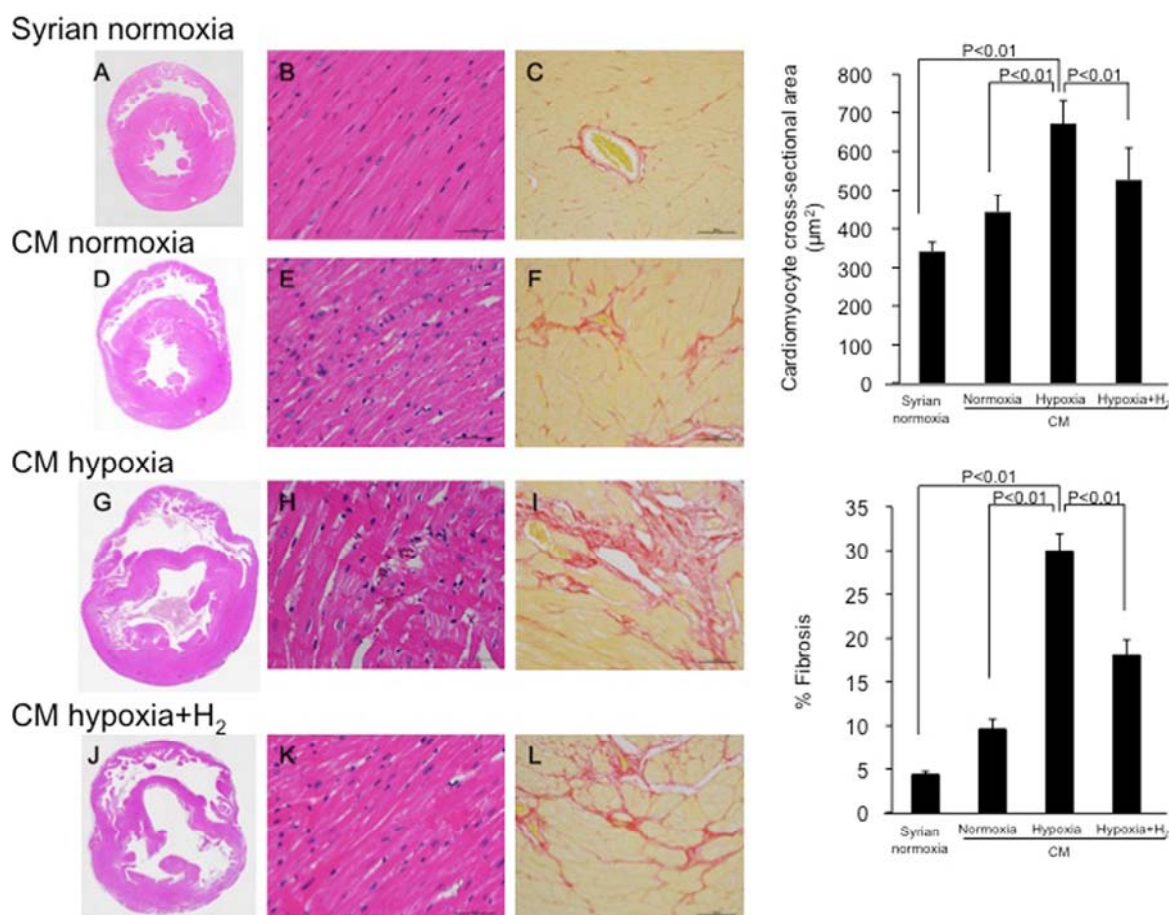 Syrian normoxia
A
B
C
CM normoxia
D
E
F
CM hypoxia
G
H
I
CM hypoxia+H₂
J
K
L
P<0.01
P<0.01 P<0.01
Cardiomyocyte cross-sectional area
(μm²)
800
700
600
500
400
300
200
100
0
Syrian
normoxia
Normoxia Hypoxia Hypoxia+H₂
CM
P<0.01
P<0.01 P<0.01
% Fibrosis
35
30
25
20
15
10
5
0
Syrian
normoxia
Normoxia Hypoxia Hypoxia+H₂
CM